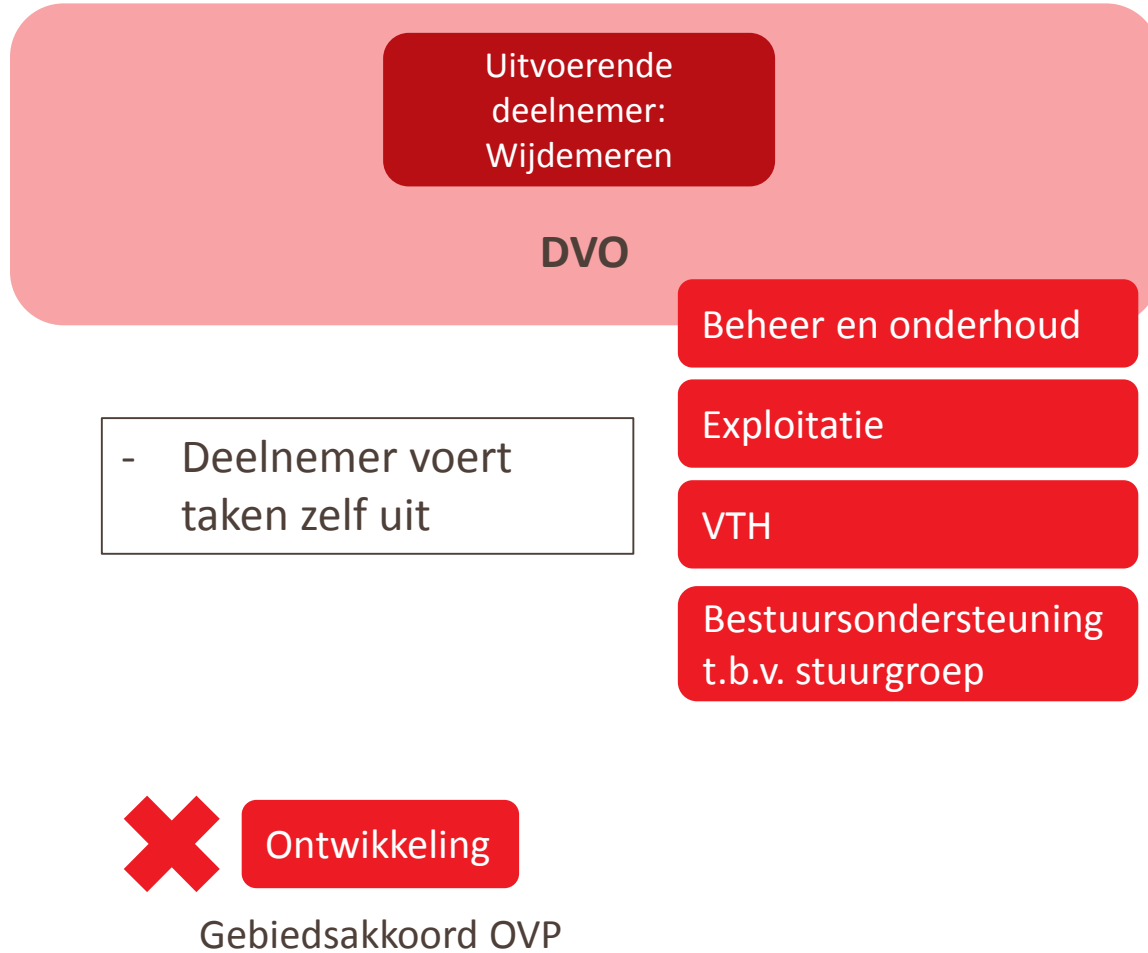 Uitvoerende
deelnemer:
Wijdemeren
DVO
Beheer en onderhoud
- Deelnemer voert
taken zelf uit
Exploitatie
VTH
Bestuursondersteuning
t.b.v. stuurgroep
Ontwikkeling
Gebiedsakkoord OVP